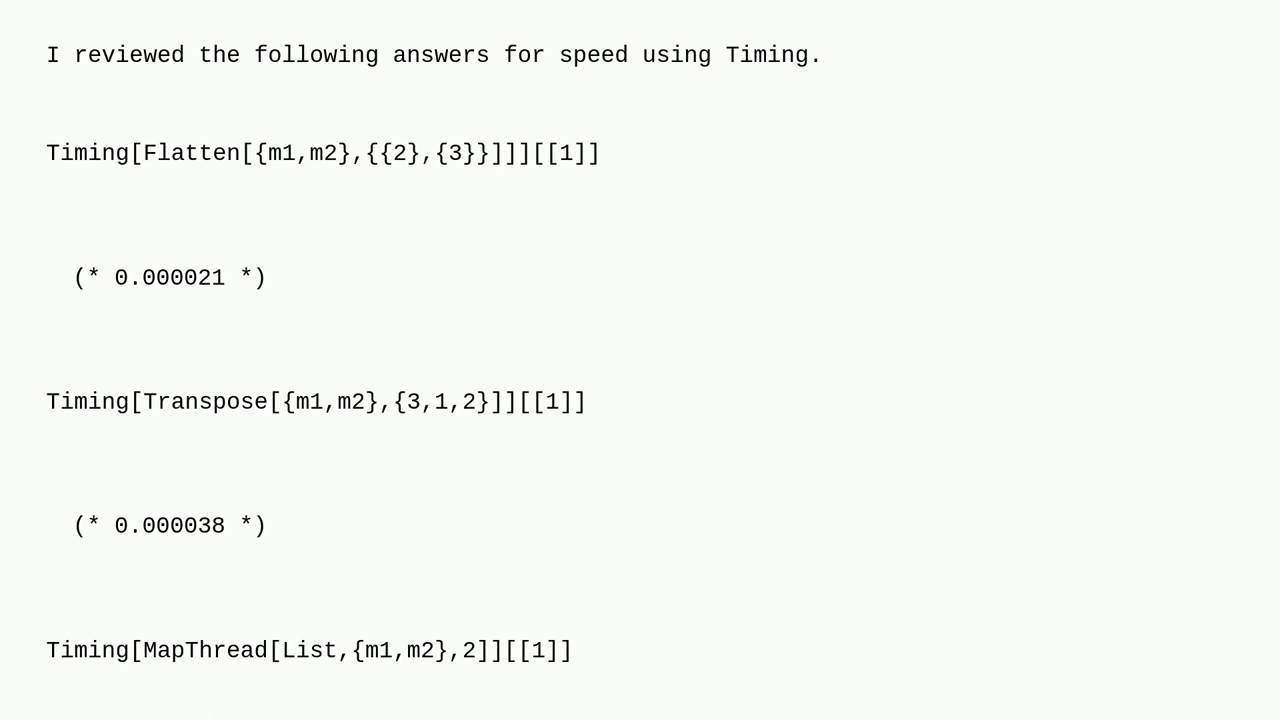 I reviewed the following answers for speed using Timing.
Timing[Flatten[{m1,m2},{{2},{3}}]]][[1]]
(* 0.000021 *)
Timing[Transpose[{m1,m2},{3,1,2}]][[1]]
(* 0.000038 *)
Timing[MapThread[List,{m1,m2},2]][[1]]